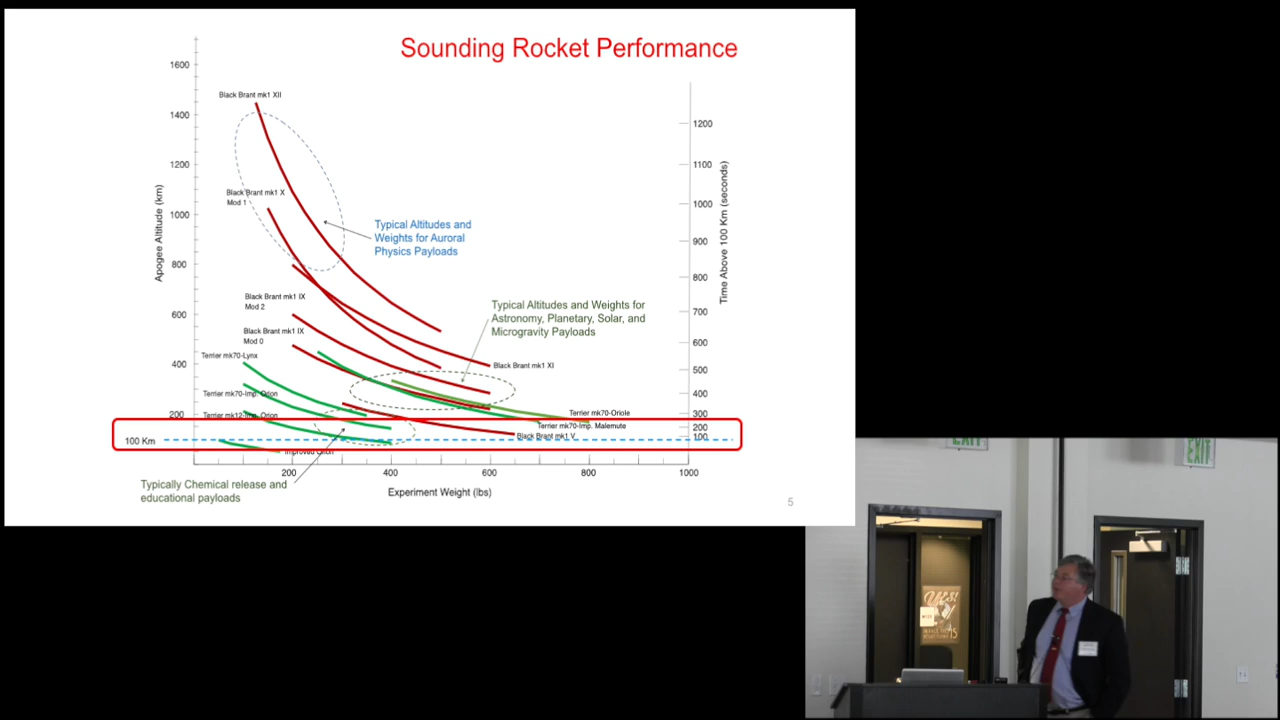 Sounding Rocket Performance
1600
1400
1200
1000
800
600
400
200
Apogee Altitude (km)
Black Brant mk1 XII
Black Brant mk1 X
Mod 1
Black Brant mk1 IX
Mod 2
Black Brant mk1 IX
Mod 0
Terrier mk70-Lynx
Terrier mk70-Imp. Orion
Terrier mk12-Imp. Orion
100 Km
Improved Orion
Typical Altitudes and
Weights for Auroral
Physics Payloads
Typical Altitudes and Weights for
Astronomy, Planetary, Solar, and
Microgravity Payloads
Black Brant mk1 XI
Terrier mk70-Oriole
Terrier mk70-Imp. Malemute
Black Brant mk1 V
1200
1100
1000
900
800
700
600
500
400
300
200
100
Time Above 100 Km (seconds)
200
400
600
800
1000
Experiment Weight (lbs)
Typically Chemical release and
educational payloads
5
EXIT
EXIT
YES!